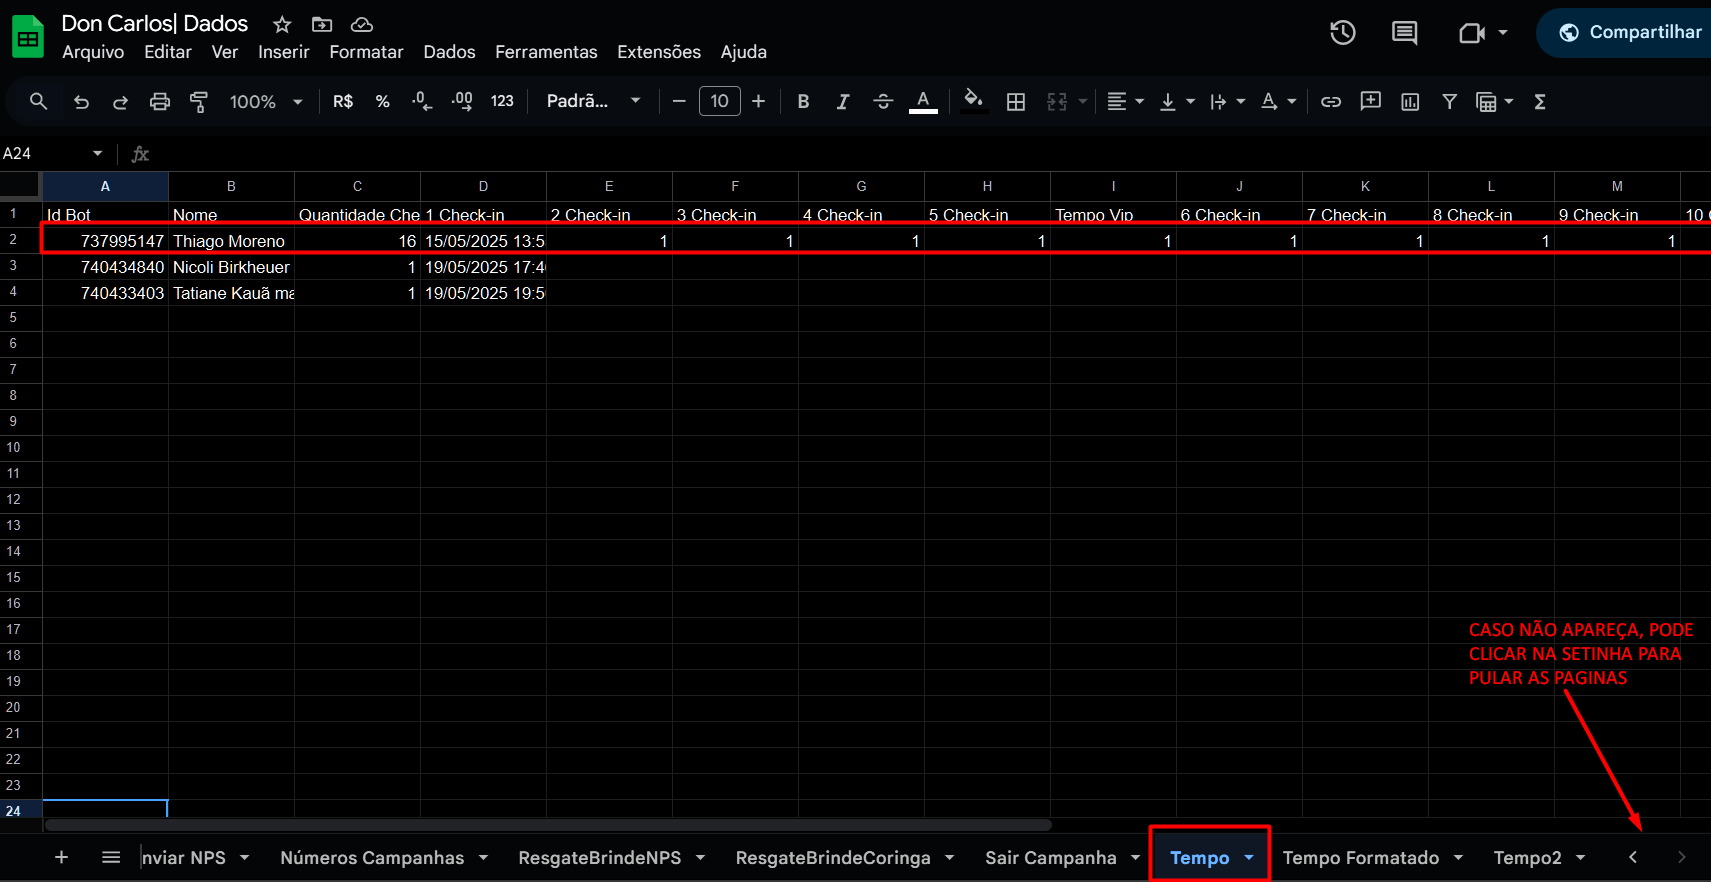 Don Carlos| Dados
Arquivo Editar Ver Inserir Formatar Dados Ferramentas Extensões Ajuda
Compartilhar
100% R$ % .0 .00 123 Padrã... 10 B I A A Σ
A24 fx
A B C D E F G H I J K L M
1 Id Bot Nome Quantidade Che 1 Check-in 2 Check-in 3 Check-in 4 Check-in 5 Check-in Tempo Vip 6 Check-in 7 Check-in 8 Check-in 9 Check-in 10
2 737995147 Thiago Moreno 16 15/05/2025 13:5 1 1 1 1 1 1 1 1 1
3 740434840 Nicoli Birkheuer 1 19/05/2025 17:4
4 740433403 Tatiane Kauã ma 1 19/05/2025 19:5
5
6
7
8
9
10
11
12
13
14
15
16
17
18
19
20
21
22
23
24
CASO NÃO APAREÇA, PODE
CLICAR NA SETINHA PARA
PULAR AS PAGINAS
nviar NPS Números Campanhas ResgateBrindeNPS ResgateBrindeCoringa Sair Campanha Tempo Tempo Formatado Tempo2